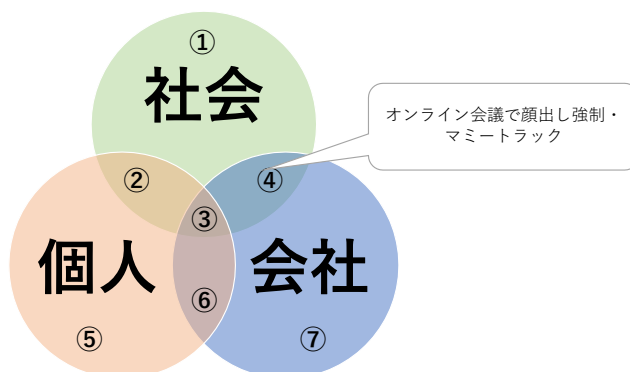 ①
社会
オンライン会議で顔出し強制・
マミートラック
②
④
③
個人
会社
⑥
⑤
⑦